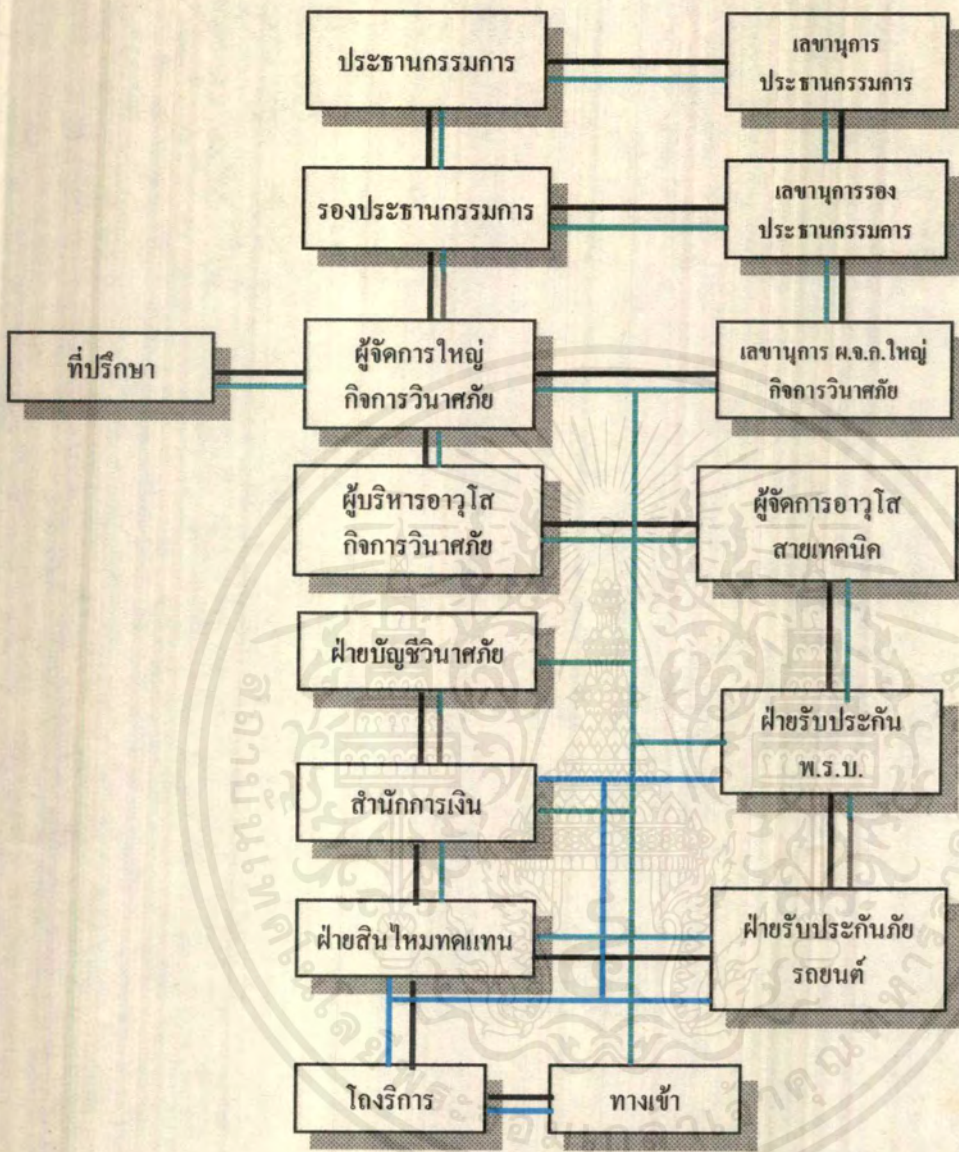 ประธานกรรมการ
เลขานุการ
ประธานกรรมการ
รองประธานกรรมการ
เลขานุการรอง
ประธานกรรมการ
ที่ปรึกษา
ผู้จัดการใหญ่
กิจการวินาศภัย
เลขานุการ ผ.จ.ก.ใหญ่
กิจการวินาศภัย
ผู้บริหารอาวุโส
กิจการวินาศภัย
ผู้จัดการอาวุโส
สายเทคนิค
ฝ่ายบัญชีวินาศภัย
ฝ่ายรับประกัน
พ.ร.บ.
สำนักการเงิน
ฝ่ายสินไหมทดแทน
ฝ่ายรับประกันภัย
รถยนต์
โถงริการ
ทางเข้า